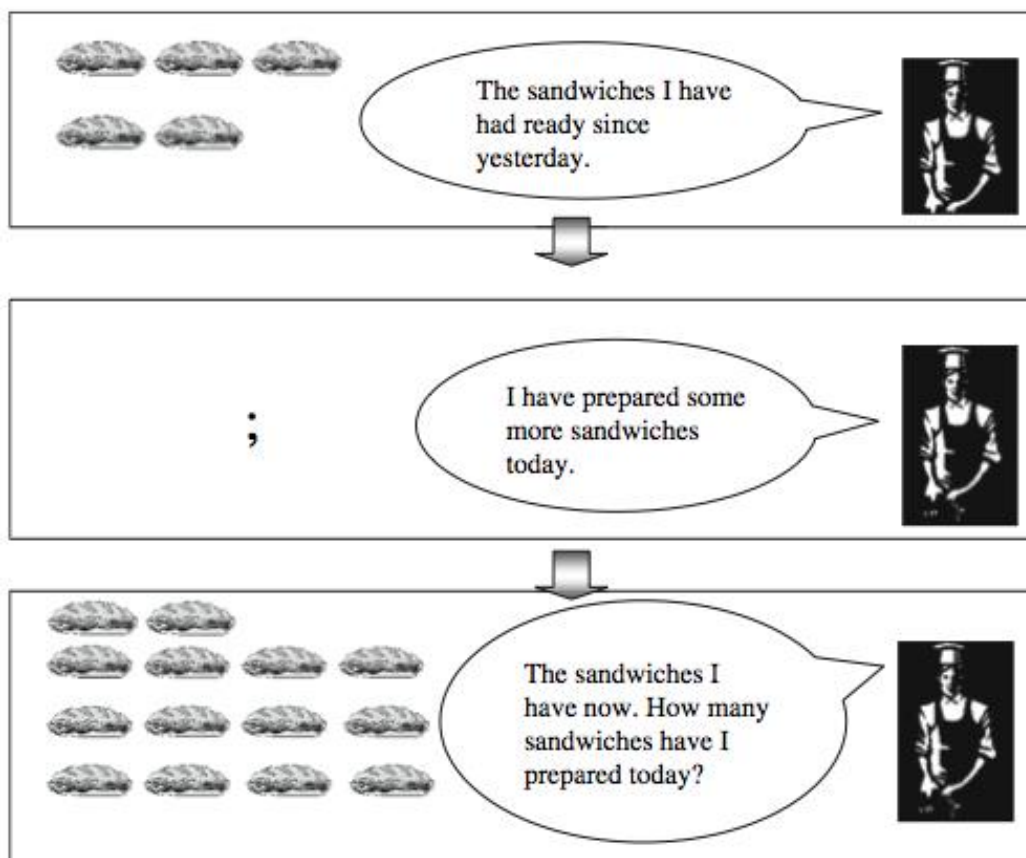 The sandwiches I have
had ready since
yesterday.
;
I have prepared some
more sandwiches
today.
The sandwiches I
have now. How many
sandwiches have I
prepared today?